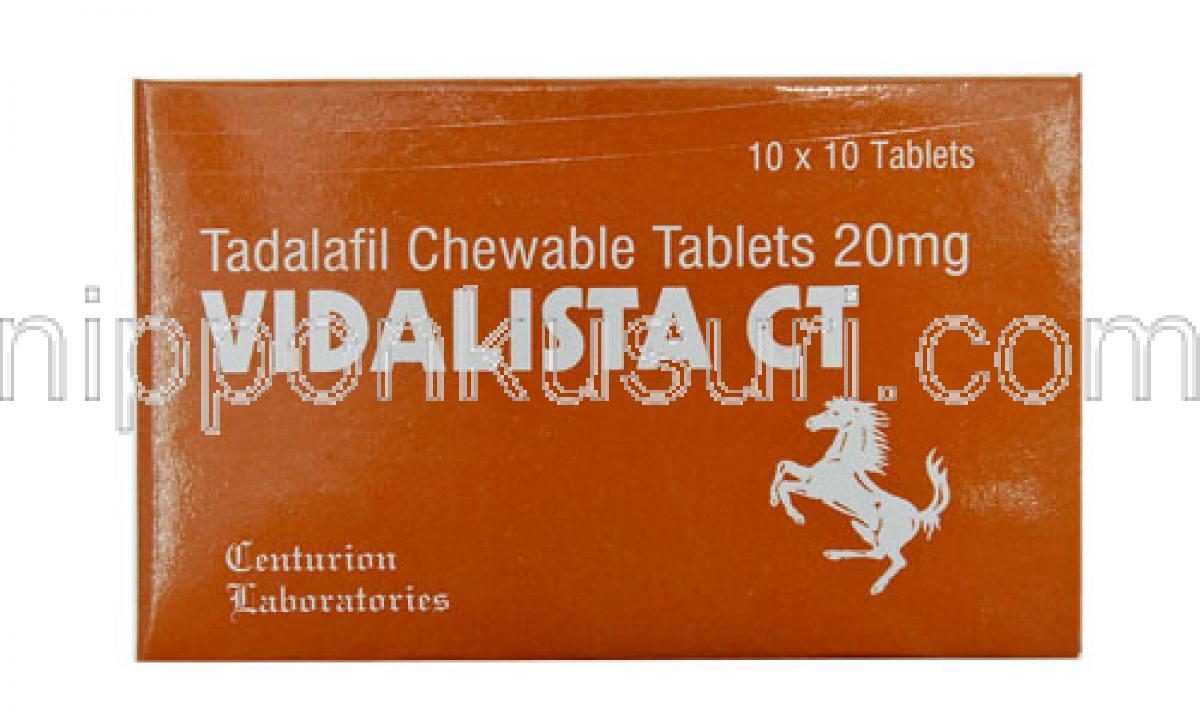 10 x 10 Tablets
Tadalafil Chewable Tablets 20mg
VIDALISTA CT
nipponkusuri.com
Centurion
Laboratories